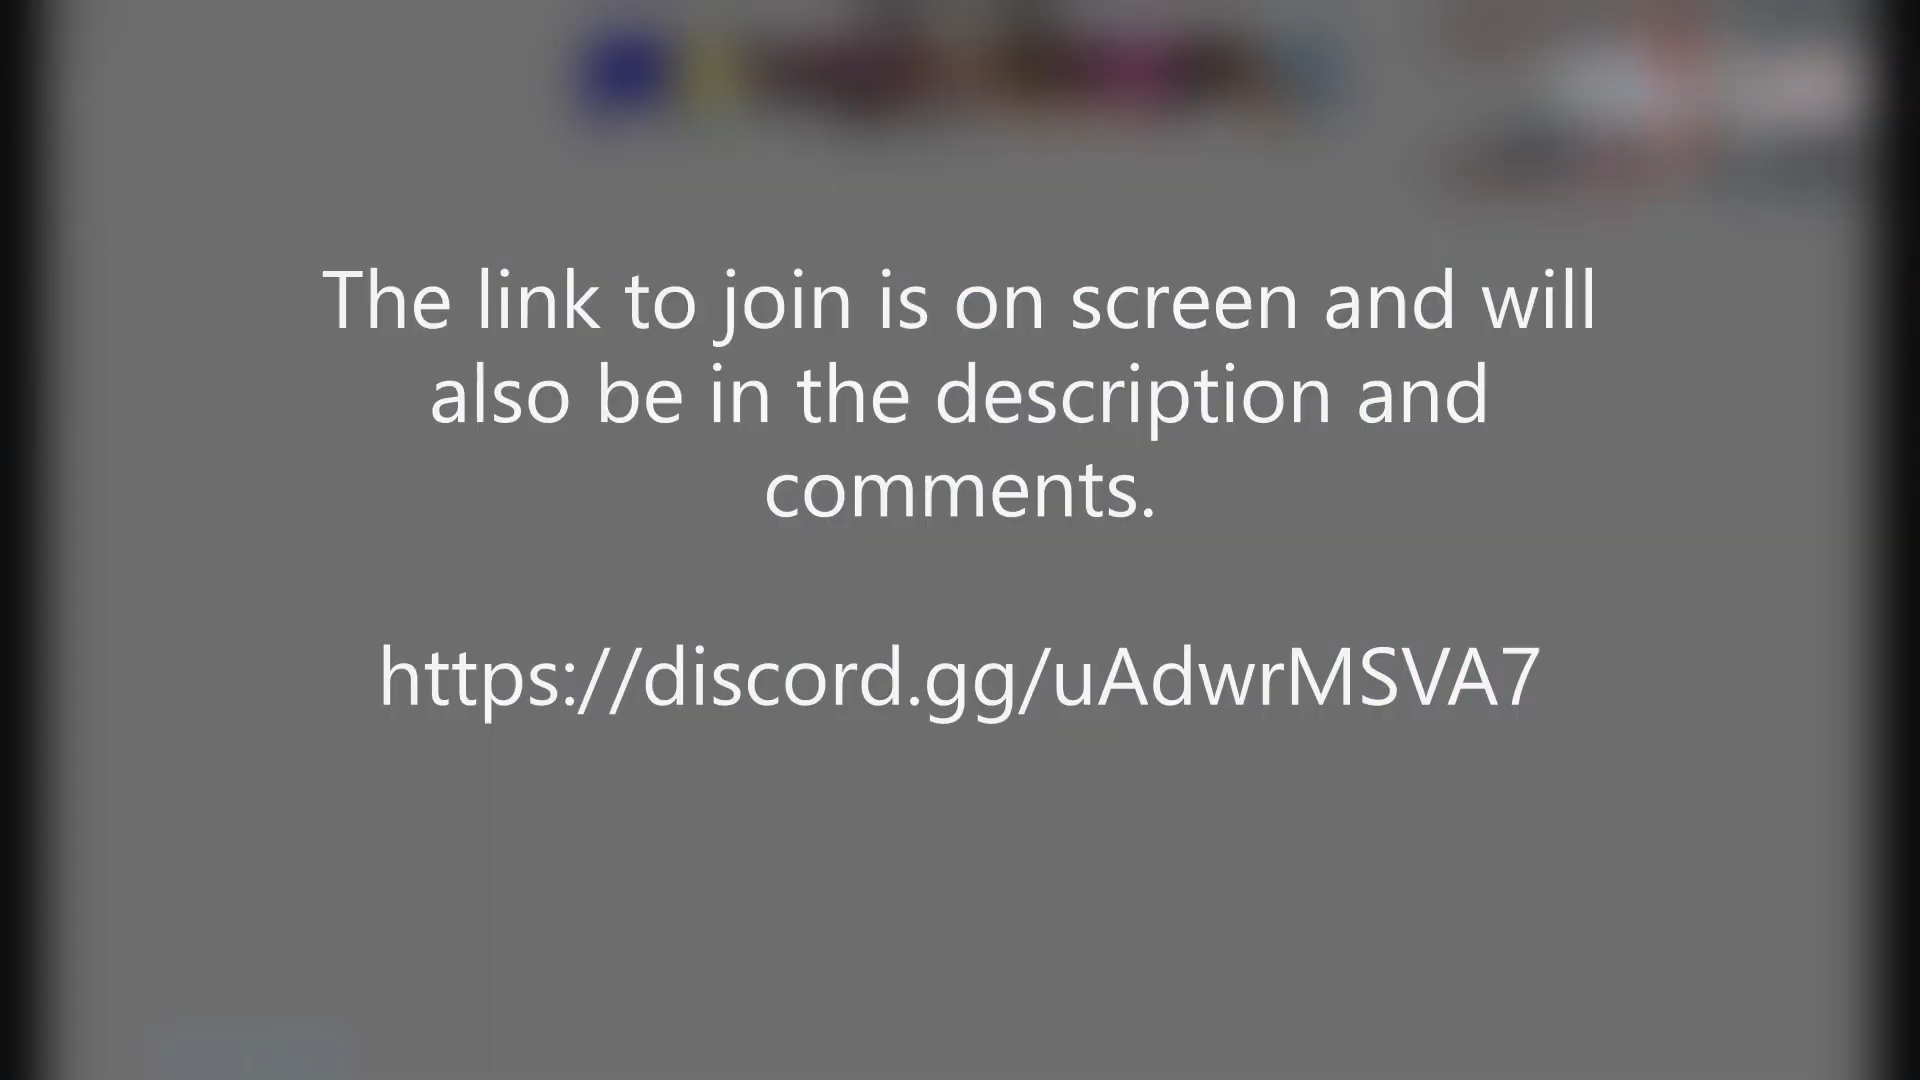 The link to join is on screen and will
also be in the description and
comments.
https://discord.gg/uAdwrMSVA7